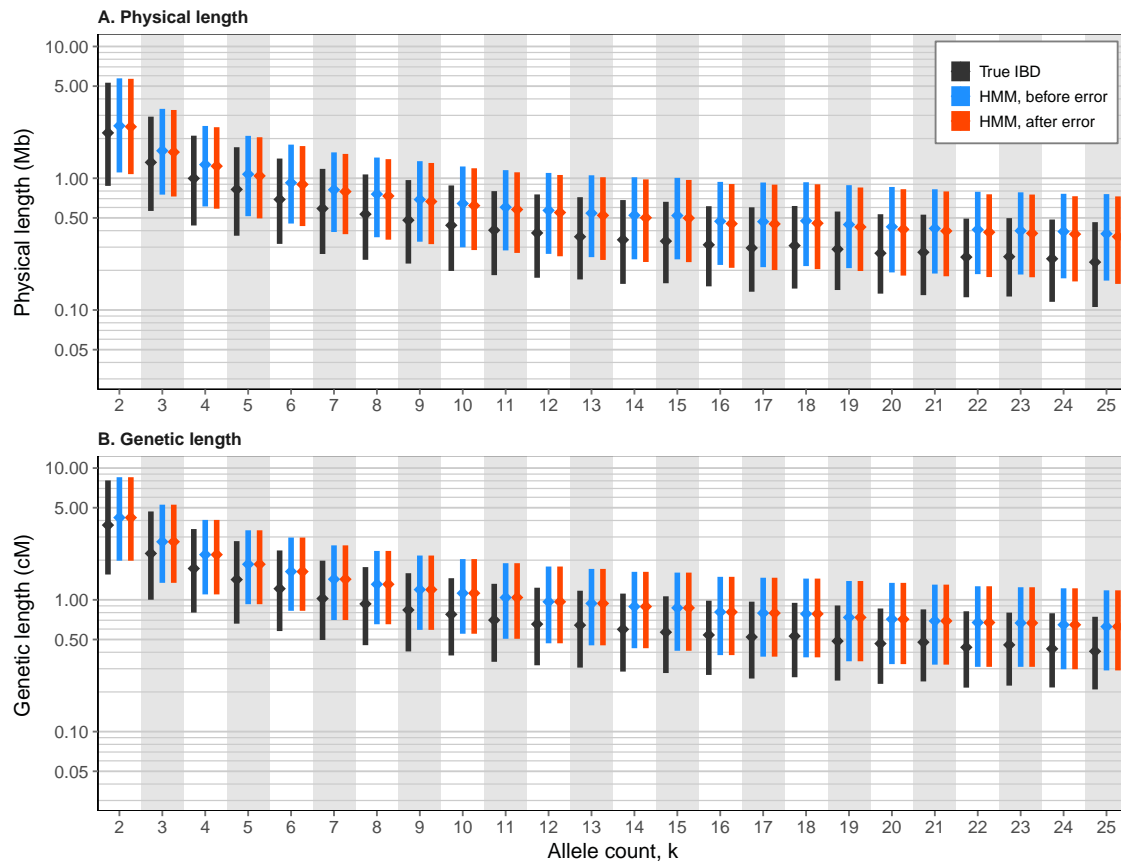 A. Physical length
10.00
5.00
1.00
0.50
0.10
0.05
Physical length (Mb)
True IBD
HMM, before error
HMM, after error
2 3 4 5 6 7 8 9 10 11 12 13 14 15 16 17 18 19 20 21 22 23 24 25
B. Genetic length
10.00
5.00
1.00
0.50
0.10
0.05
Genetic length (cM)
2 3 4 5 6 7 8 9 10 11 12 13 14 15 16 17 18 19 20 21 22 23 24 25
Allele count, k